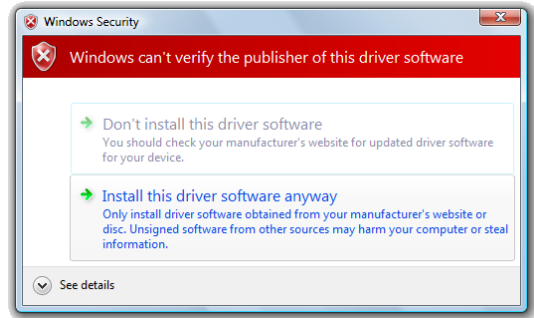 Windows Security
Windows can't verify the publisher of this driver software
Don't install this driver software
You should check your manufacturer's website for updated driver software
for your device.
Install this driver software anyway
Only install driver software obtained from your manufacturer's website or
disc. Unsigned software from other sources may harm your computer or steal
information.
See details